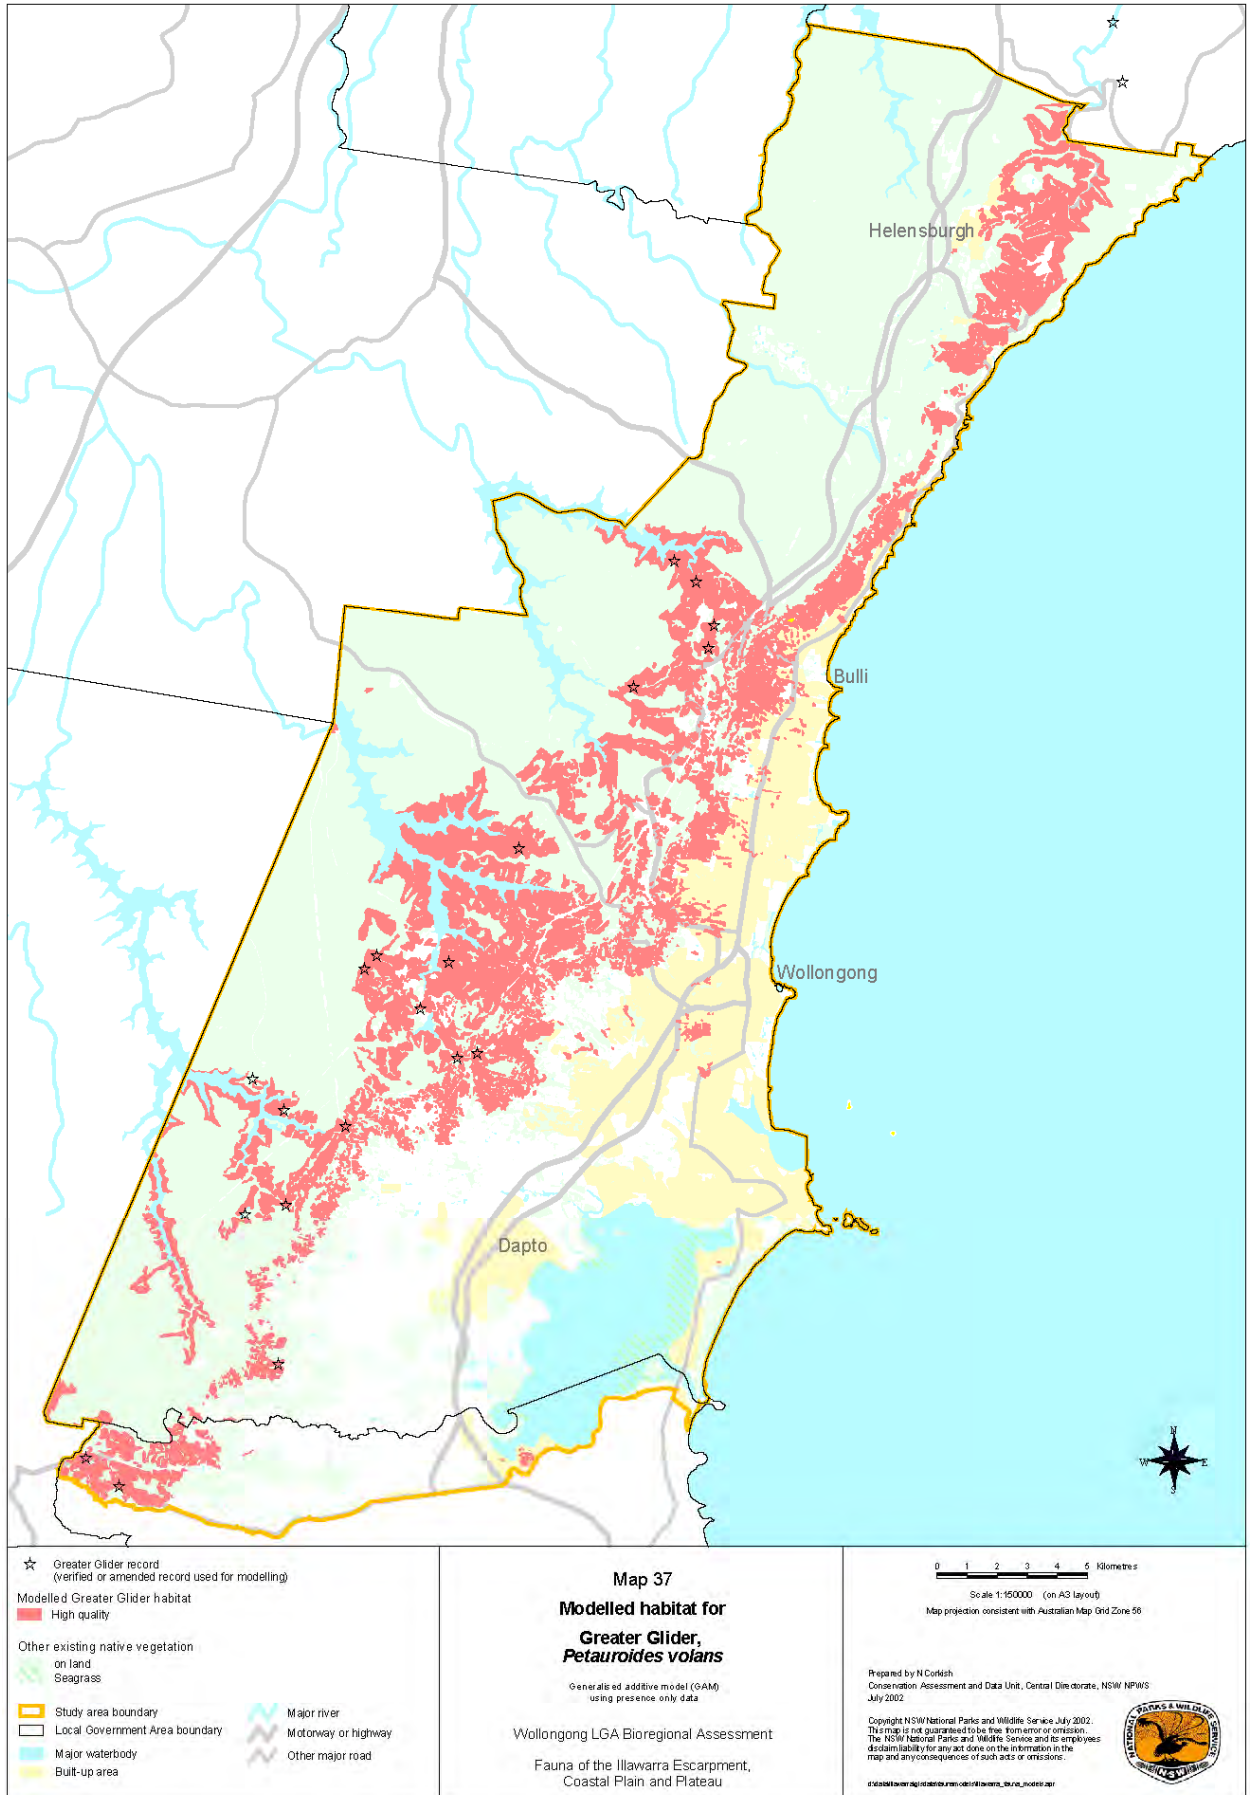 Helensburgh
Bulli
Wollongong
Dapto
N
W
E
S
Greater Glider record
(verified or amended record used for modelling)
Modelled Greater Glider habitat
High quality
Other existing native vegetation
on land
Seagrass
Study area boundary
Local Government Area boundary
Major waterbody
Built-up area
Major river
Motorway or highway
Other major road
Map 37
Modelled habitat for
Greater Glider,
Petauroides volans
Generalised additive model (GAM)
using presence only data
Wollongong LGA Bioregional Assessment
Fauna of the Illawarra Escarpment,
Coastal Plain and Plateau
0 1 2 3 4 5 Kilometres
Scale 1:150000 (on A3 layout)
Map projection consistent with Australian Map Grid Zone 56
Prepared by N Corkish
Conservation Assessment and Data Unit, Central Directorate, NSW NPWS
July 2002
Copyright NSW National Parks and Wildlife Service July 2002.
This map is not guaranteed to be free from error or omission.
The NSW National Parks and Wildlife Service and its employees
disclaim liability for any act done on the information in the
map and any consequences of such acts or omissions.
NATIONAL PARKS & WILDLIFE SERVICE
N·S·W